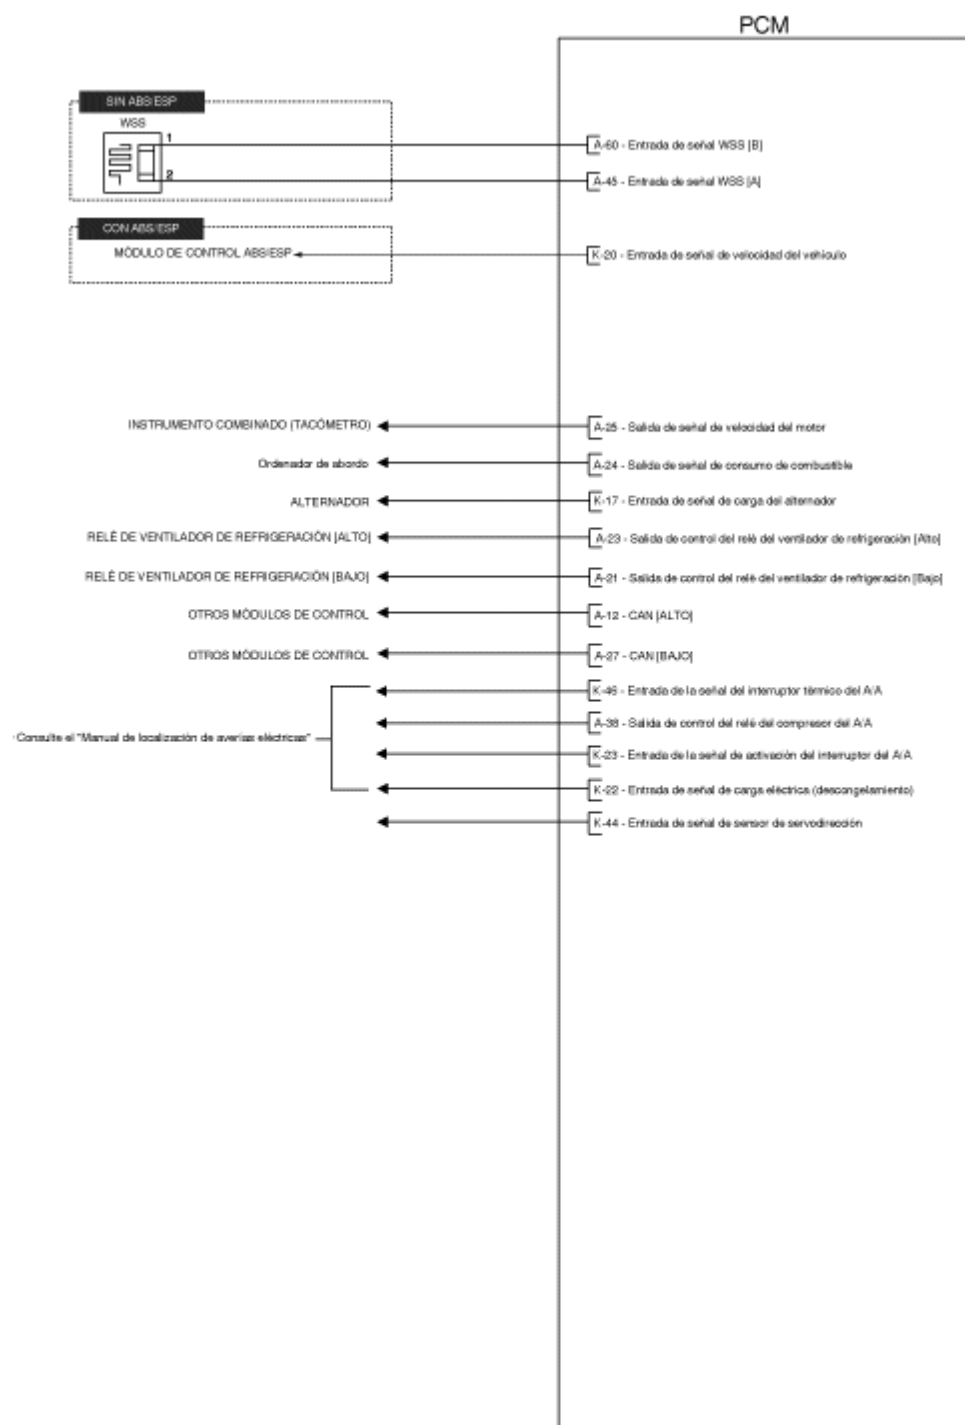 PCM
SIN ABS/ESP
WSS
1
A-60 - Entrada de señal WSS [B]
2
A-45 - Entrada de señal WSS [A]
CON ABS/ESP
MÓDULO DE CONTROL ABS/ESP
K-20 - Entrada de señal de velocidad del vehículo
INSTRUMENTO COMBINADO (TACÓMETRO)
A-25 - Salida de señal de velocidad del motor
Ordenador de abordo
A-24 - Salida de señal de consumo de combustible
ALTERNADOR
K-17 - Entrada de señal de carga del alternador
RELÉ DE VENTILADOR DE REFRIGERACIÓN [ALTO]
A-23 - Salida de control del relé del ventilador de refrigeración [Alto]
RELÉ DE VENTILADOR DE REFRIGERACIÓN [BAJO]
A-21 - Salida de control del relé del ventilador de refrigeración [Bajo]
OTROS MÓDULOS DE CONTROL
A-12 - CAN [ALTO]
OTROS MÓDULOS DE CONTROL
A-27 - CAN [BAJO]
K-46 - Entrada de la señal del interruptor térmico del A/A
A-38 - Salida de control del relé del compresor del A/A
Consulte el "Manual de localización de averías eléctricas"
K-23 - Entrada de la señal de activación del interruptor del A/A
K-22 - Entrada de señal de carga eléctrica (descongelamiento)
K-44 - Entrada de señal de sensor de servodirección